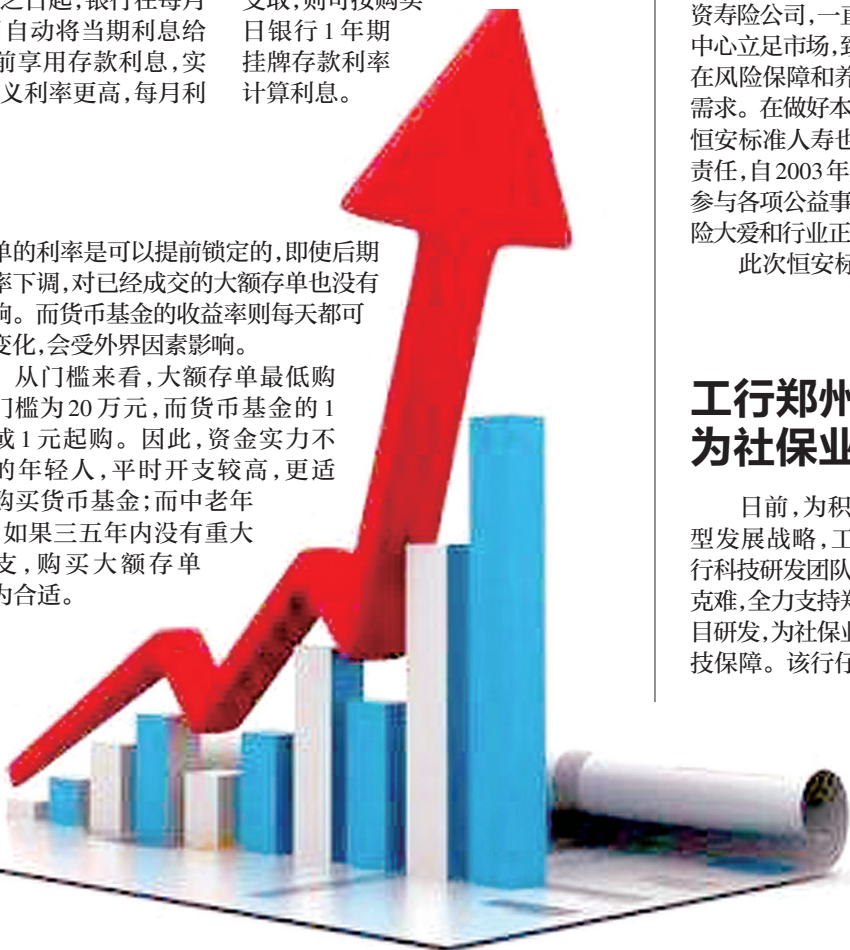 之日起,银行在每月
自动将当期利息给
前享用存款利息,实
义利率更高,每月利
支取,则可按购买
日银行1年期
挂牌存款利率
计算利息。
单的利率是可以提前锁定的,即使后期
率下调,对已经成交的大额存单也没有
响。而货币基金的收益率则每天都可
变化,会受外界因素影响。
从门槛来看,大额存单最低购
门槛为20万元,而货币基金的1
或1元起购。因此,资金实力不
的年轻人,平时开支较高,更适
购买货币基金;而中老年
如果三五年内没有重大
支,购买大额存单
为合适。
资寿险公司,一直
中心立足市场,致
在风险保障和养
需求。在做好本
恒安标准人寿也
责任,自2003年
参与各项公益事
险大爱和行业正
此次恒安标
工行郑州
为社保业
日前,为积
型发展战略,工
行科技研发团队
克难,全力支持郑
目研发,为社保业
技保障。该行仔